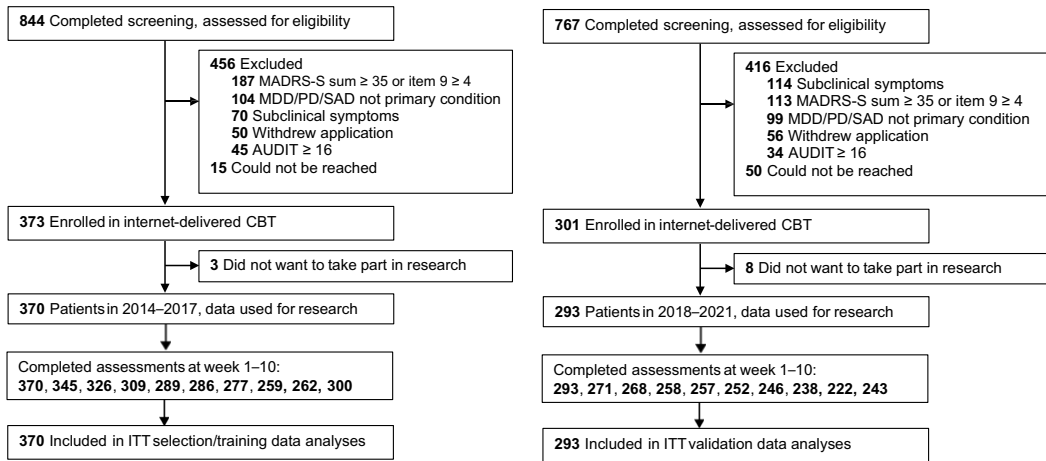 844 Completed screening, assessed for eligibility
456 Excluded
187 MADRS-S sum ≥ 35 or item 9 ≥ 4
104 MDD/PD/SAD not primary condition
70 Subclinical symptoms
50 Withdrew application
45 AUDIT ≥ 16
15 Could not be reached
373 Enrolled in internet-delivered CBT
3 Did not want to take part in research
370 Patients in 2014–2017, data used for research
Completed assessments at week 1–10:
370, 345, 326, 309, 289, 286, 277, 259, 262, 300
370 Included in ITT selection/training data analyses
767 Completed screening, assessed for eligibility
416 Excluded
114 Subclinical symptoms
113 MADRS-S sum ≥ 35 or item 9 ≥ 4
99 MDD/PD/SAD not primary condition
56 Withdrew application
34 AUDIT ≥ 16
50 Could not be reached
301 Enrolled in internet-delivered CBT
8 Did not want to take part in research
293 Patients in 2018–2021, data used for research
Completed assessments at week 1–10:
293, 271, 268, 258, 257, 252, 246, 238, 222, 243
293 Included in ITT validation data analyses